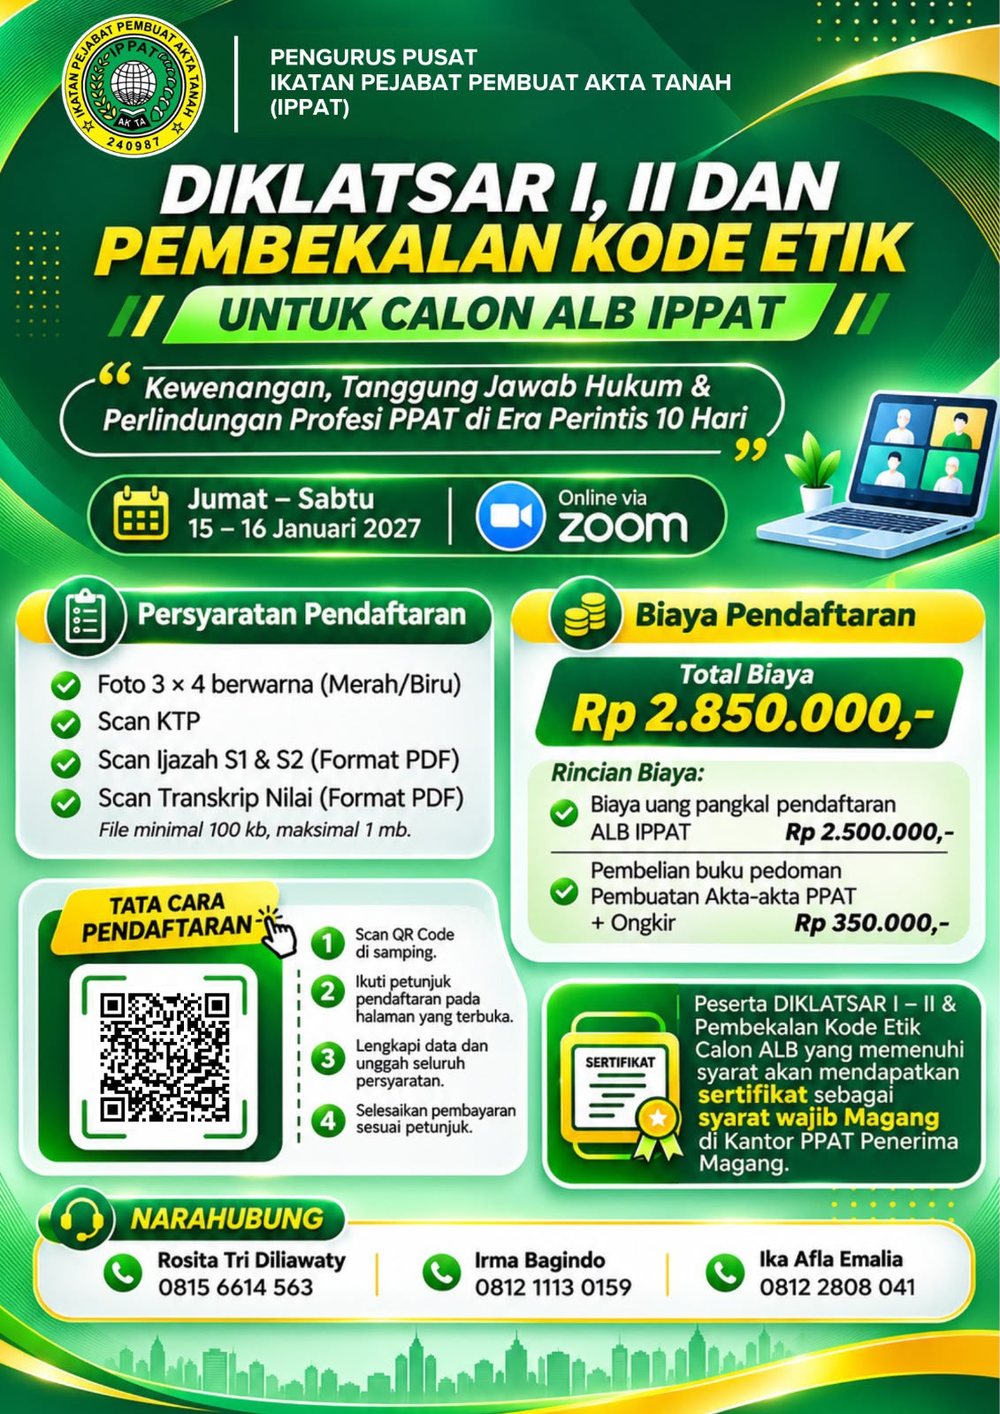 IKATAN PEJABAT PEMBUAT AKTA TANAH
IPPAT
AKTA
240987
PENGURUS PUSAT
IKATAN PEJABAT PEMBUAT AKTA TANAH
(IPPAT)
DIKLATSAR I, II DAN
PEMBEKALAN KODE ETIK
UNTUK CALON ALB IPPAT
“Kewenangan, Tanggung Jawab Hukum &
Perlindungan Profesi PPAT di Era Perintis 10 Hari”
Jumat – Sabtu
15 – 16 Januari 2027
Online via
zoom
Persyaratan Pendaftaran
Foto 3 × 4 berwarna (Merah/Biru)
Scan KTP
Scan Ijazah S1 & S2 (Format PDF)
Scan Transkrip Nilai (Format PDF)
File minimal 100 kb, maksimal 1 mb.
Biaya Pendaftaran
Total Biaya
Rp 2.850.000,-
Rincian Biaya:
Biaya uang pangkal pendaftaran
ALB IPPAT Rp 2.500.000,-
Pembelian buku pedoman
Pembuatan Akta-akta PPAT
+ Ongkir Rp 350.000,-
TATA CARA
PENDAFTARAN
1 Scan QR Code
di samping.
2 Ikuti petunjuk
pendaftaran pada
halaman yang terbuka.
3 Lengkapi data dan
unggah seluruh
persyaratan.
4 Selesaikan pembayaran
sesuai petunjuk.
SERTIFIKAT
Peserta DIKLATSAR I – II &
Pembekalan Kode Etik
Calon ALB yang memenuhi
syarat akan mendapatkan
sertifikat sebagai
syarat wajib Magang
di Kantor PPAT Penerima
Magang.
NARAHUBUNG
Rosita Tri Diliawaty
0815 6614 563
Irma Bagindo
0812 1113 0159
Ika Afla Emalia
0812 2808 041